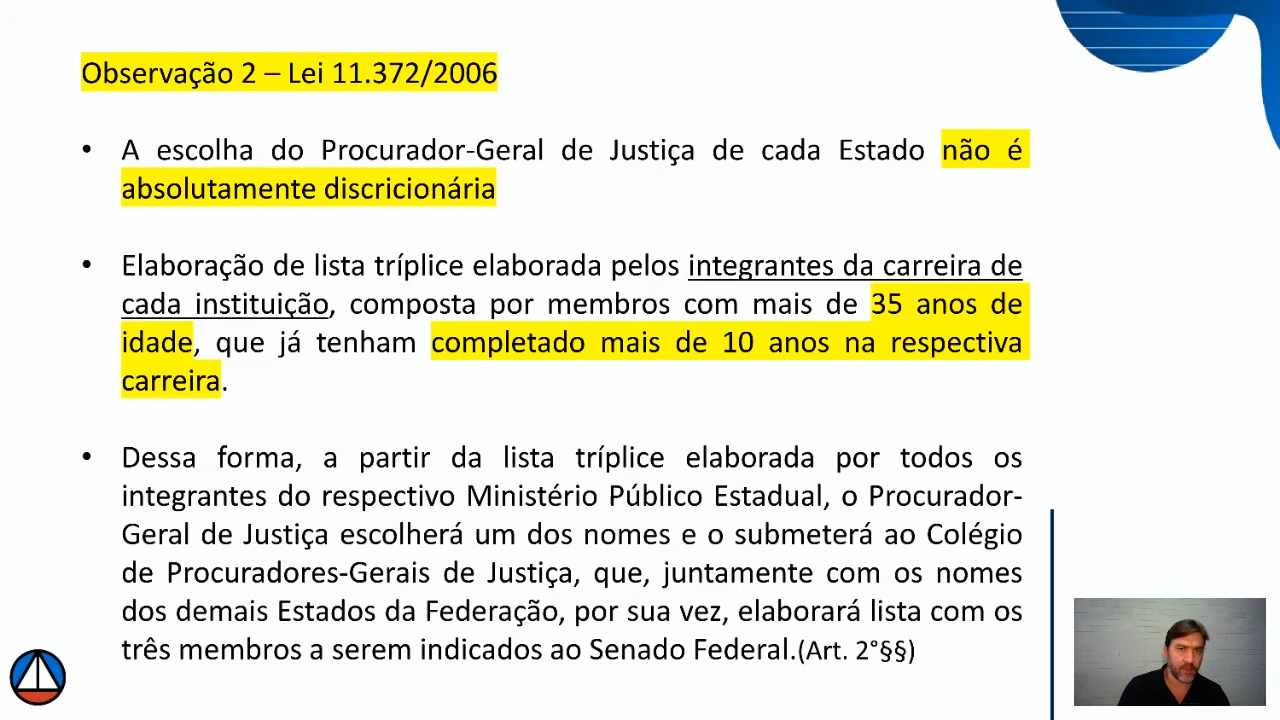 Observação 2 – Lei 11.372/2006
• A escolha do Procurador-Geral de Justiça de cada Estado não é
absolutamente discricionária
• Elaboração de lista tríplice elaborada pelos integrantes da carreira de
cada instituição, composta por membros com mais de 35 anos de
idade, que já tenham completado mais de 10 anos na respectiva
carreira.
• Dessa forma, a partir da lista tríplice elaborada por todos os
integrantes do respectivo Ministério Público Estadual, o Procurador-
Geral de Justiça escolherá um dos nomes e o submeterá ao Colégio
de Procuradores-Gerais de Justiça, que, juntamente com os nomes
dos demais Estados da Federação, por sua vez, elaborará lista com os
três membros a serem indicados ao Senado Federal.(Art. 2°§§)